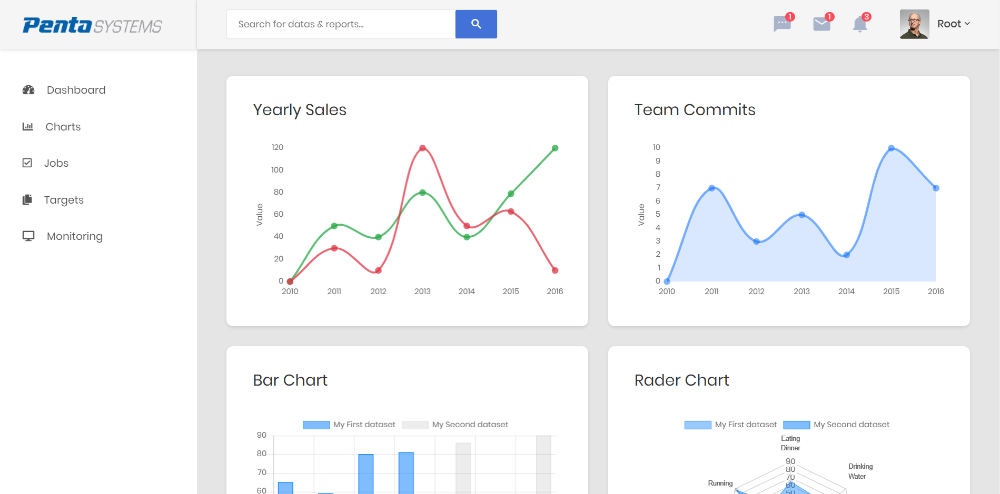 Penta SYSTEMS
Search for datas & reports...
1
1
3
Root
Dashboard
Charts
Jobs
Targets
Monitoring
Yearly Sales
Value
120
100
80
60
40
20
0
2010 2011 2012 2013 2014 2015 2016
Team Commits
Value
10
9
8
7
6
5
4
3
2
1
0
2010 2011 2012 2013 2014 2015 2016
Bar Chart
My First dataset My Second dataset
90
80
70
60
Rader Chart
My First dataset My Second dataset
Eating
Dinner
Drinking
Water
Running
90
80
70
60
50